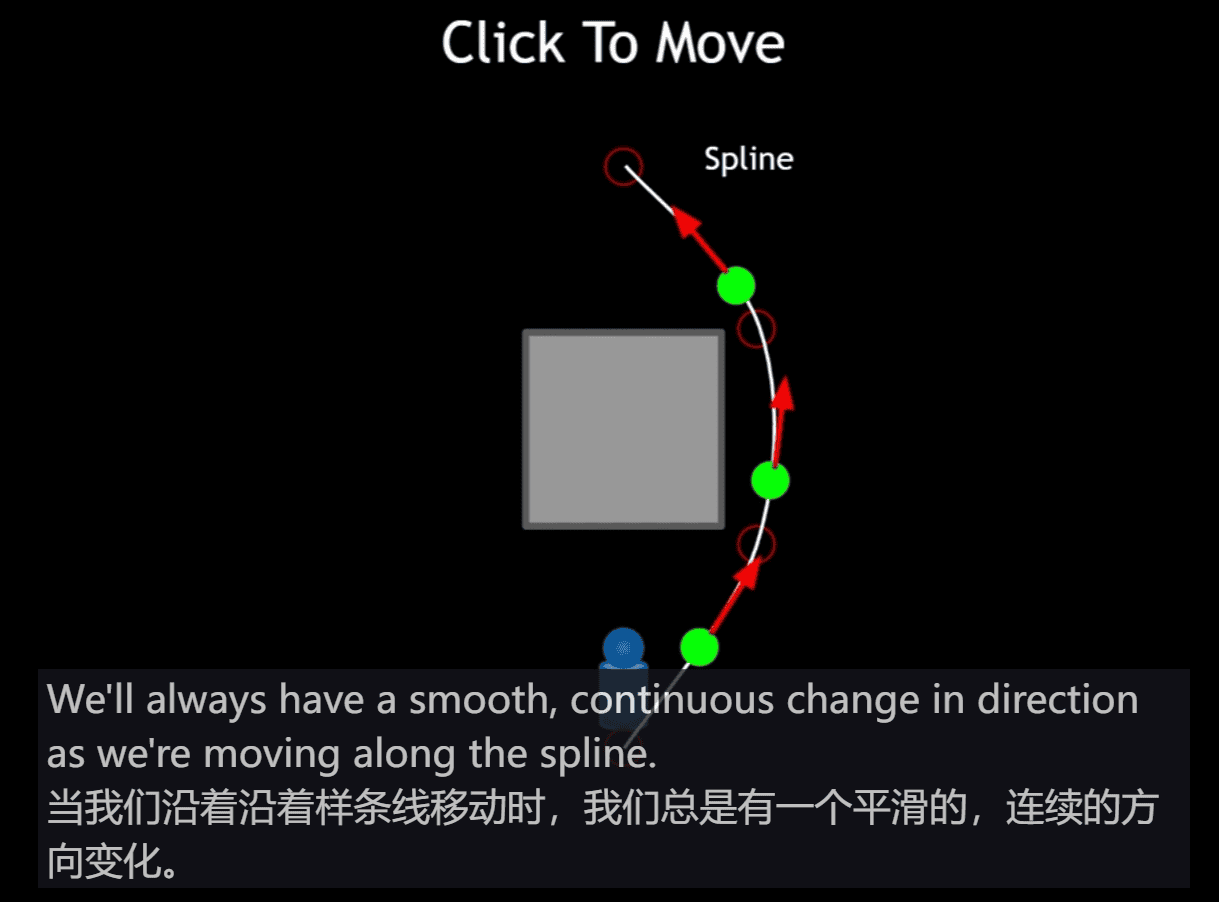 Click To Move
Spline
We'll always have a smooth, continuous change in direction
as we're moving along the spline.
当我们沿着沿着样条线移动时，我们总是有一个平滑的，连续的方
向变化。